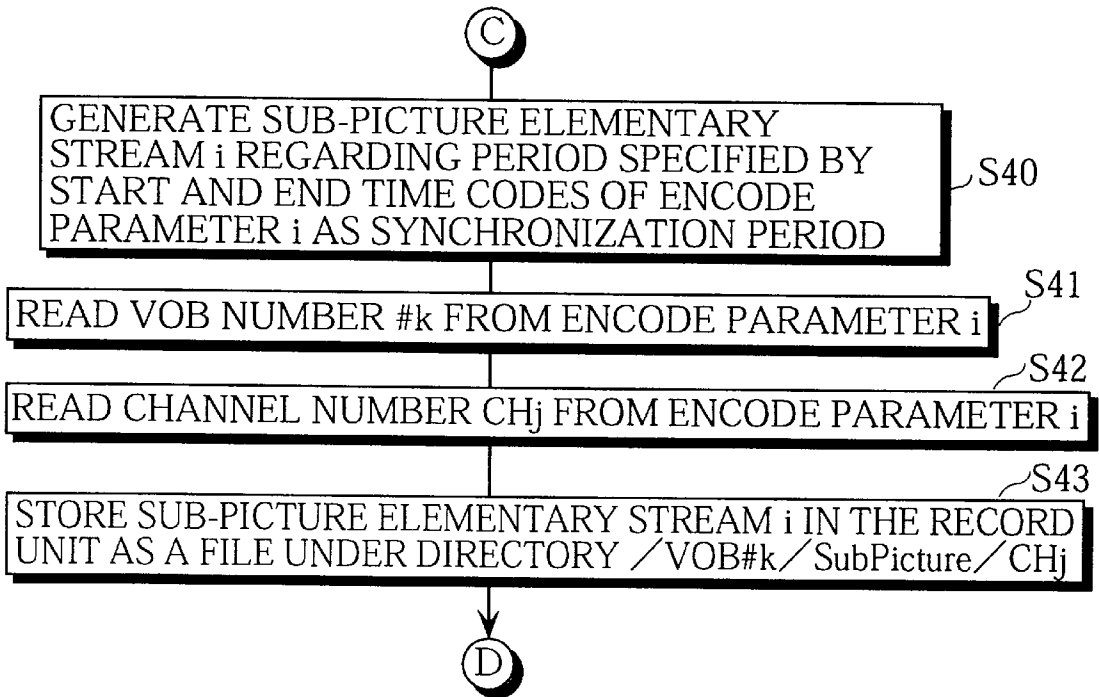 C
GENERATE SUB-PICTURE ELEMENTARY
STREAM i REGARDING PERIOD SPECIFIED BY
START AND END TIME CODES OF ENCODE
PARAMETER i AS SYNCHRONIZATION PERIOD
S40
S41
READ VOB NUMBER #k FROM ENCODE PARAMETER i
S42
READ CHANNEL NUMBER CHj FROM ENCODE PARAMETER i
S43
STORE SUB-PICTURE ELEMENTARY STREAM i IN THE RECORD
UNIT AS A FILE UNDER DIRECTORY /VOB#k/SubPicture/CHj
D